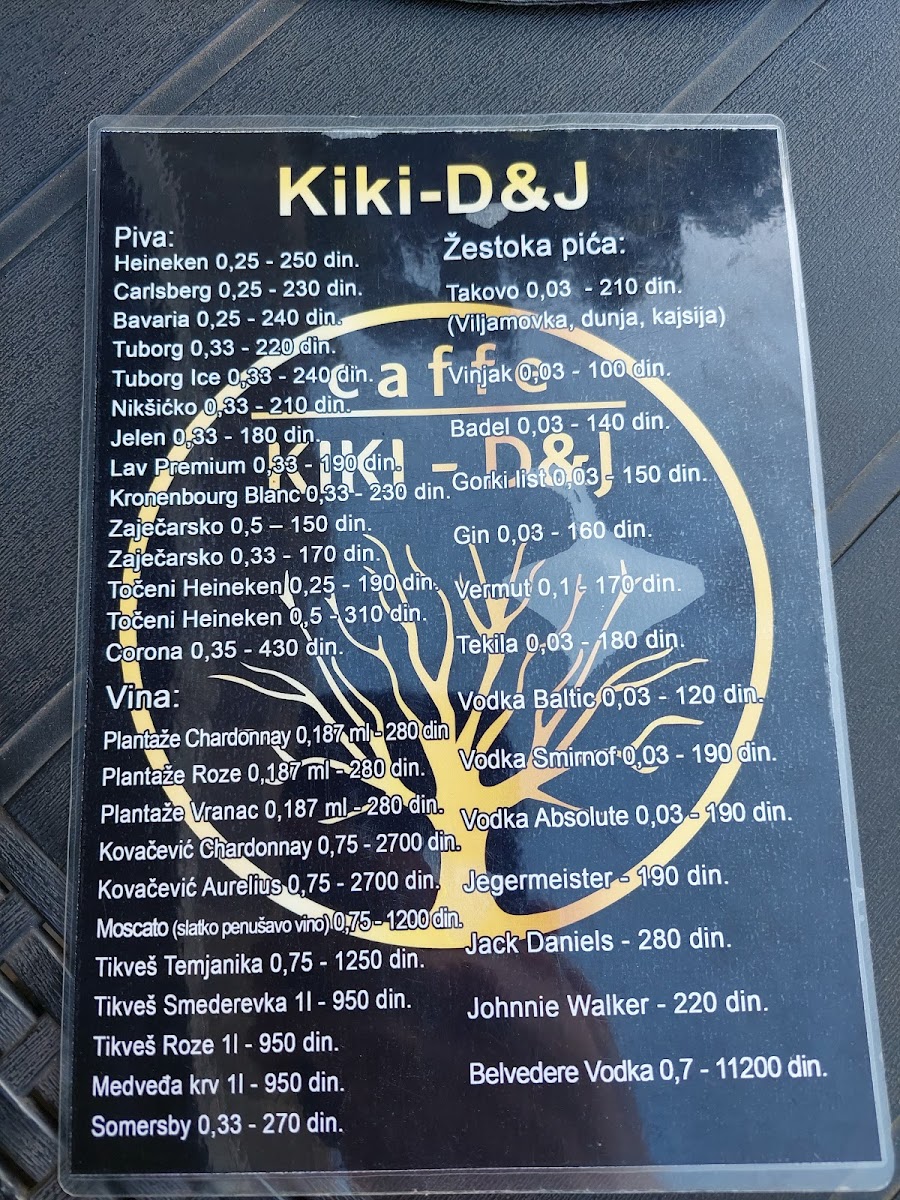 Kiki-D&J
Piva:
Heineken 0,25 - 250 din.
Carlsberg 0,25 - 230 din.
Bavaria 0,25 - 240 din.
Tuborg 0,33 - 220 din.
Tuborg Ice 0,33 - 240 din.
Nikšićko 0,33 - 210 din.
Jelen 0,33 - 180 din.
Lav Premium 0,33 - 190 din.
Kronenbourg Blanc 0,33 - 230 din.
Zaječarsko 0,5 – 150 din.
Zaječarsko 0,33 - 170 din.
Točeni Heineken 0,25 - 190 din.
Točeni Heineken 0,5 - 310 din.
Corona 0,35 - 430 din.
Vina:
Plantaže Chardonnay 0,187 ml - 280 din
Plantaže Roze 0,187 ml - 280 din.
Plantaže Vranac 0,187 ml - 280 din.
Kovačević Chardonnay 0,75 - 2700 din.
Kovačević Aurelius 0,75 - 2700 din.
Moscato (slatko penušavo vino) 0,75 - 1200 din.
Tikveš Temjanika 0,75 - 1250 din.
Tikveš Smederevka 1l - 950 din.
Tikveš Roze 1l - 950 din.
Medveđa krv 1l - 950 din.
Somersby 0,33 - 270 din.
Žestoka pića:
Takovo 0,03 - 210 din.
(Viljamovka, dunja, kajsija)
Vinjak 0,03 - 100 din.
Badel 0,03 - 140 din.
Gorki list 0,03 - 150 din.
Gin 0,03 - 160 din.
Vermut 0,1 - 170 din.
Tekila 0,03 - 180 din.
Vodka Baltic 0,03 - 120 din.
Vodka Smirnof 0,03 - 190 din.
Vodka Absolute 0,03 - 190 din.
Jegermeister - 190 din.
Jack Daniels - 280 din.
Johnnie Walker - 220 din.
Belvedere Vodka 0,7 - 11200 din.
caffe
KIKI - D&J